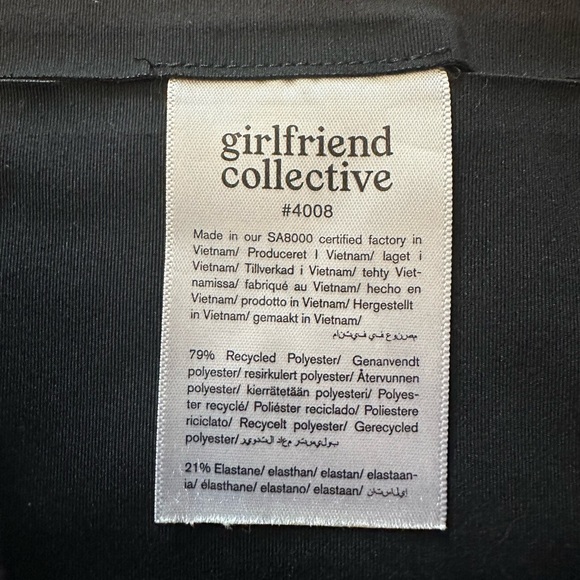 girlfriend
collective
#4008
Made in our SA8000 certified factory in
Vietnam/ Produceret I Vietnam/ laget i
Vietnam/ Tillverkad i Vietnam/ tehty Viet-
namissa/ fabriqué au Vietnam/ hecho en
Vietnam/ prodotto in Vietnam/ Hergestellt
in Vietnam/ gemaakt in Vietnam/
79% Recycled Polyester/ Genanvendt
polyester/ resirkulert polyester/ Återvunnen
polyester/ kierrätetään polyesteri/ Polyes-
ter recyclé/ Poliéster reciclado/ Poliestere
riciclato/ Recycelt polyester/ Gerecycled
polyester/
21% Elastane/ elasthan/ elastan/ elastaan-
ia/ élasthane/ elastano/ elastaan/